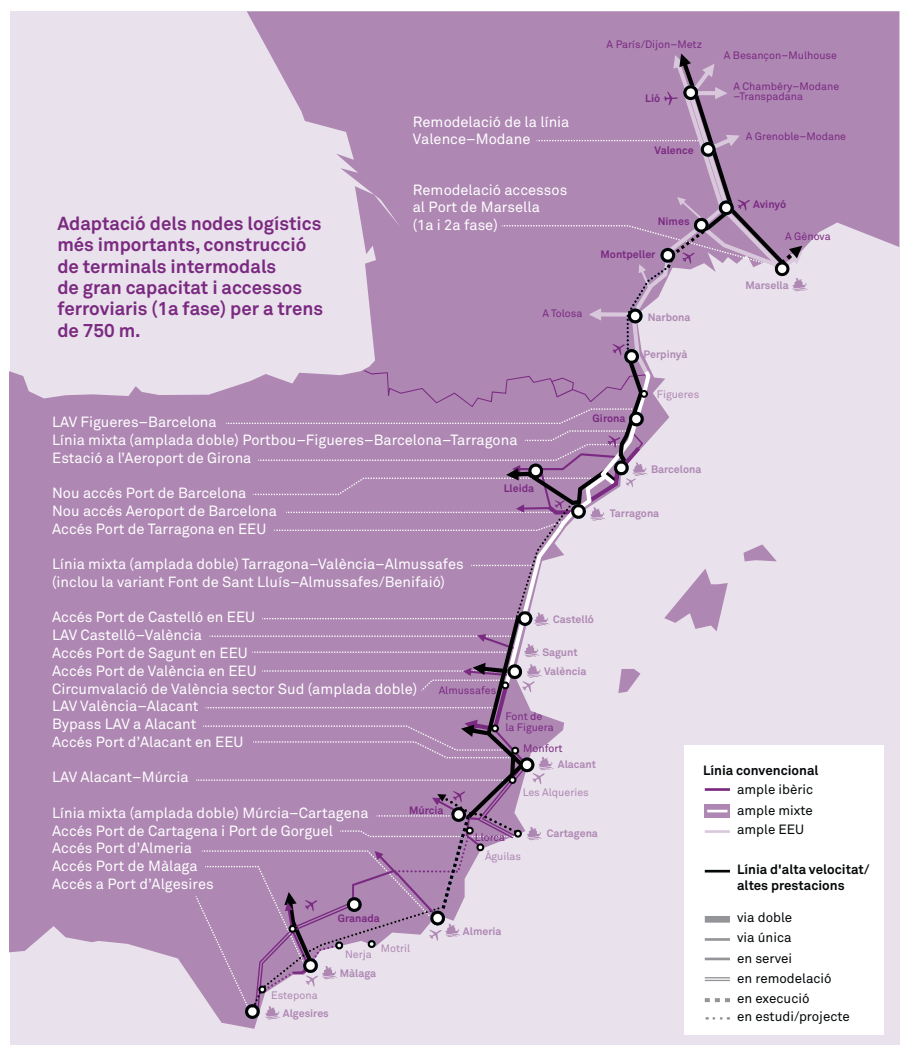 A París/Dijon–Metz
A Besançon–Mulhouse
Lió
A Chambéry–Modane
–Transpadana
Remodelació de la línia
Valence–Modane
A Grenoble–Modane
Valence
Remodelació accessos
al Port de Marsella
(1a i 2a fase)
Avinyó
Nimes
A Gènova
Montpeller
Marsella
Adaptació dels nodes logístics
més importants, construcció
de terminals intermodals
de gran capacitat i accessos
ferroviaris (1a fase) per a trens
de 750 m.
A Tolosa
Narbona
Perpinyà
Figueres
LAV Figueres–Barcelona
Girona
Línia mixta (amplada doble) Portbou–Figueres–Barcelona–Tarragona
Estació a l'Aeroport de Girona
Barcelona
Nou accés Port de Barcelona
Lleida
Nou accés Aeroport de Barcelona
Tarragona
Accés Port de Tarragona en EEU
Línia mixta (amplada doble) Tarragona–València–Almussafes
(inclou la variant Font de Sant Lluís–Almussafes/Benifaió)
Accés Port de Castelló en EEU
Castelló
LAV Castelló–València
Accés Port de Sagunt en EEU
Sagunt
Accés Port de València en EEU
València
Circumvalació de València sector Sud (amplada doble)
Almussafes
LAV València–Alacant
Bypass LAV a Alacant
Font de
la Figuera
Accés Port d'Alacant en EEU
Monfort
Alacant
LAV Alacant–Múrcia
Les Alqueries
Línia mixta (amplada doble) Múrcia–Cartagena
Múrcia
Accés Port de Cartagena i Port de Gorguel
Llorca
Cartagena
Accés Port d'Almeria
Águilas
Accés Port de Màlaga
Accés a Port d'Algesires
Granada
Almeria
Motril
Nerja
Màlaga
Estepona
Algesires
Línia convencional
ample ibèric
ample mixte
ample EEU
Línia d'alta velocitat/
altes prestacions
via doble
via única
en servei
en remodelació
en execució
en estudi/projecte